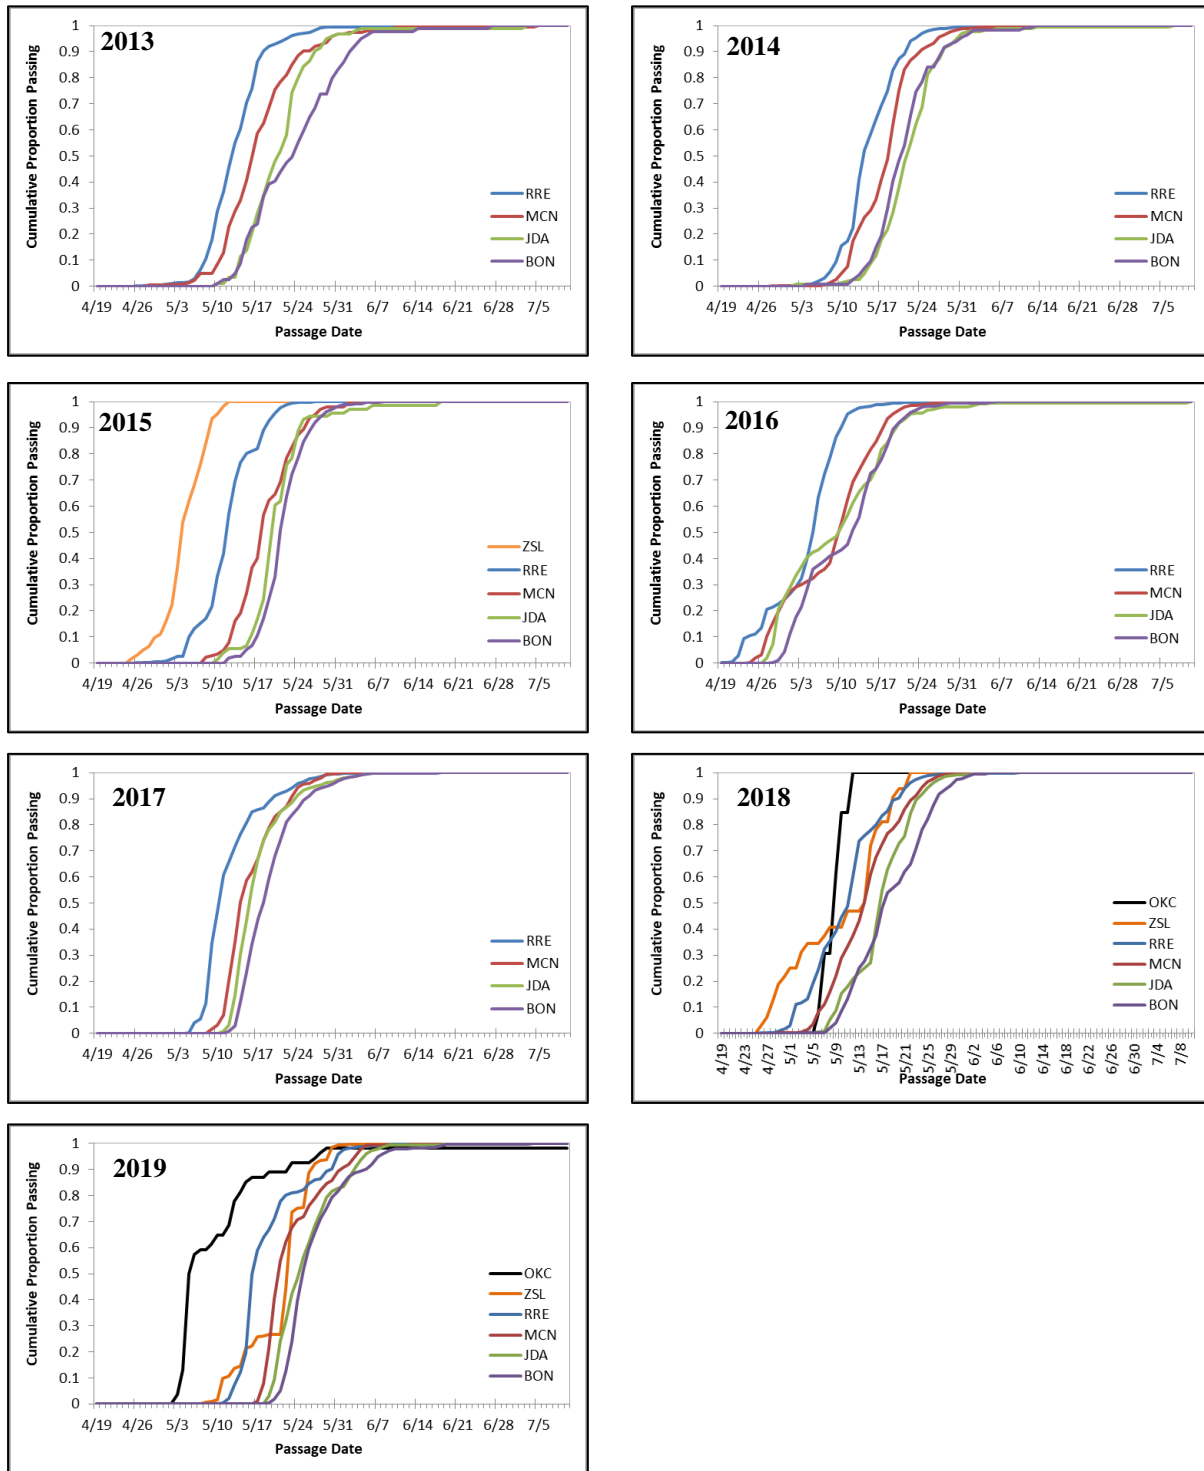 2013
Cumulative Proportion Passing
1
0.9
0.8
0.7
0.6
0.5
0.4
0.3
0.2
0.1
0
RRE
MCN
JDA
BON
4/19 4/26 5/3 5/10 5/17 5/24 5/31 6/7 6/14 6/21 6/28 7/5
Passage Date
2014
Cumulative Proportion Passing
1
0.9
0.8
0.7
0.6
0.5
0.4
0.3
0.2
0.1
0
RRE
MCN
JDA
BON
4/19 4/26 5/3 5/10 5/17 5/24 5/31 6/7 6/14 6/21 6/28 7/5
Passage Date
2015
Cumulative Proportion Passing
1
0.9
0.8
0.7
0.6
0.5
0.4
0.3
0.2
0.1
0
ZSL
RRE
MCN
JDA
BON
4/19 4/26 5/3 5/10 5/17 5/24 5/31 6/7 6/14 6/21 6/28 7/5
Passage Date
2016
Cumulative Proportion Passing
1
0.9
0.8
0.7
0.6
0.5
0.4
0.3
0.2
0.1
0
RRE
MCN
JDA
BON
4/19 4/26 5/3 5/10 5/17 5/24 5/31 6/7 6/14 6/21 6/28 7/5
Passage Date
2017
Cumulative Proportion Passing
1
0.9
0.8
0.7
0.6
0.5
0.4
0.3
0.2
0.1
0
RRE
MCN
JDA
BON
4/19 4/26 5/3 5/10 5/17 5/24 5/31 6/7 6/14 6/21 6/28 7/5
Passage Date
2018
Cumulative Proportion Passing
1
0.9
0.8
0.7
0.6
0.5
0.4
0.3
0.2
0.1
0
OKC
ZSL
RRE
MCN
JDA
BON
4/19 4/23 4/27 5/1 5/5 5/9 5/13 5/17 5/21 5/25 5/29 6/2 6/6 6/10 6/14 6/18 6/22 6/26 6/30 7/4 7/8
Passage Date
2019
Cumulative Proportion Passing
1
0.9
0.8
0.7
0.6
0.5
0.4
0.3
0.2
0.1
0
OKC
ZSL
RRE
MCN
JDA
BON
4/19 4/26 5/3 5/10 5/17 5/24 5/31 6/7 6/14 6/21 6/28 7/5
Passage Date